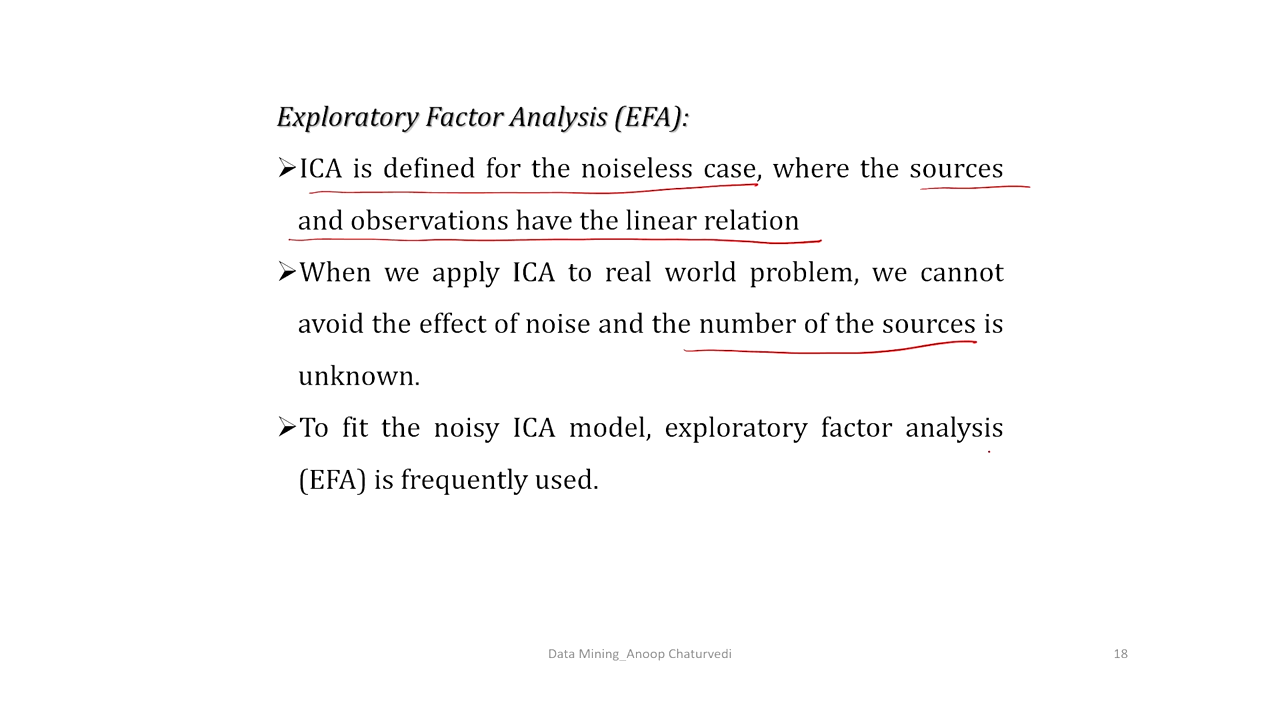 Exploratory Factor Analysis (EFA):
➢ICA is defined for the noiseless case, where the sources
and observations have the linear relation
➢When we apply ICA to real world problem, we cannot
avoid the effect of noise and the number of the sources is
unknown.
➢To fit the noisy ICA model, exploratory factor analysis
(EFA) is frequently used.
Data Mining_Anoop Chaturvedi
18